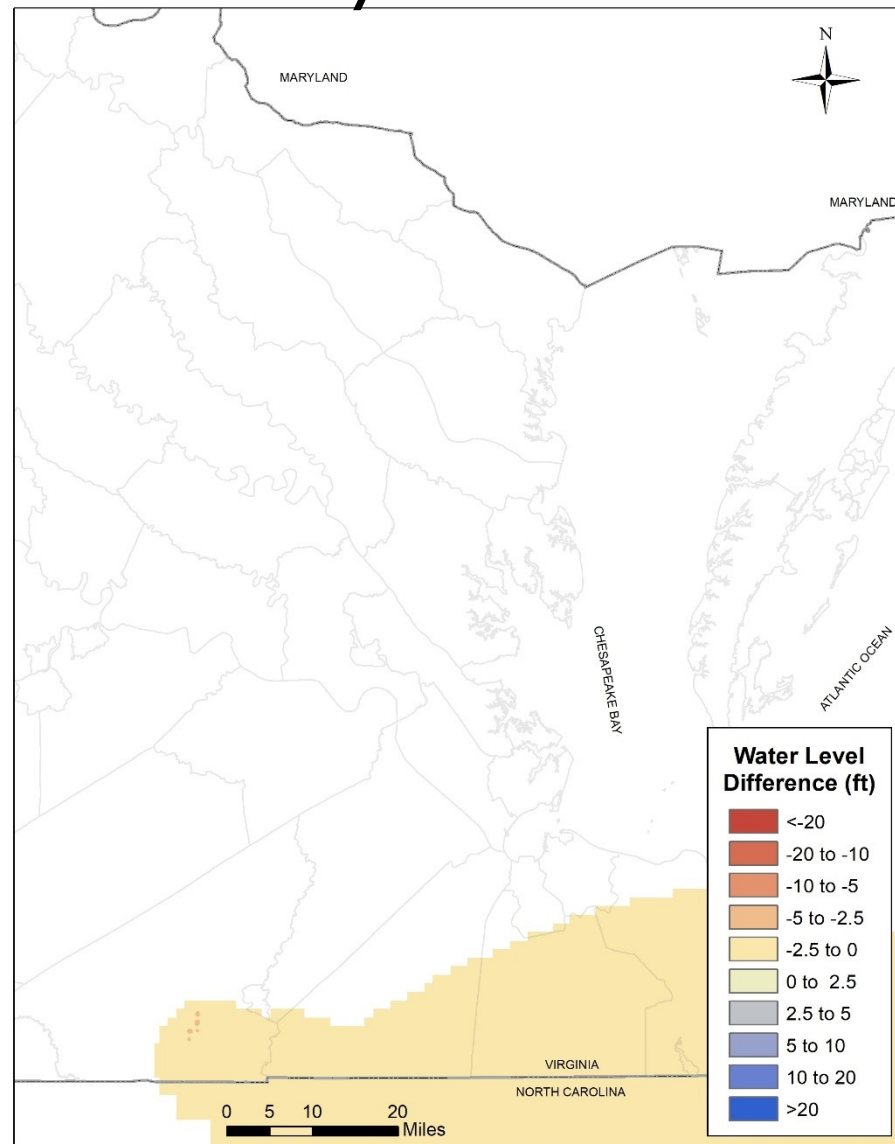 N
MARYLAND
MARYLAND
CHESAPEAKE BAY
ATLANTIC OCEAN
Water Level
Difference (ft)
<-20
-20 to -10
-10 to -5
-5 to -2.5
-2.5 to 0
0 to 2.5
2.5 to 5
5 to 10
10 to 20
>20
VIRGINIA
NORTH CAROLINA
0 5 10 20
Miles